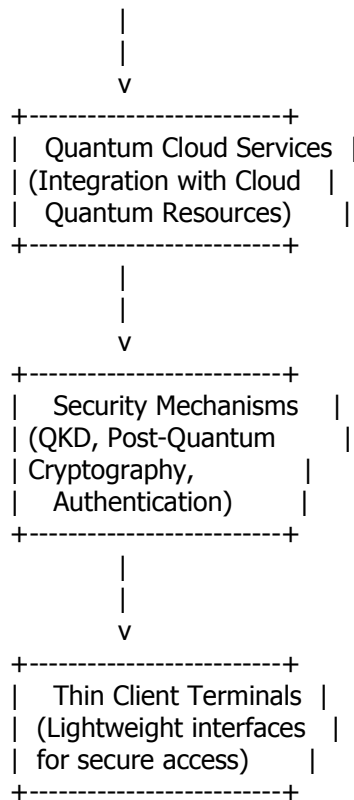 |
|
v
+--------------------------+
| Quantum Cloud Services |
| (Integration with Cloud |
| Quantum Resources) |
+--------------------------+
|
|
v
+--------------------------+
| Security Mechanisms |
| (QKD, Post-Quantum |
| Cryptography, |
| Authentication) |
+--------------------------+
|
|
v
+--------------------------+
| Thin Client Terminals |
| (Lightweight interfaces |
| for secure access) |
+--------------------------+